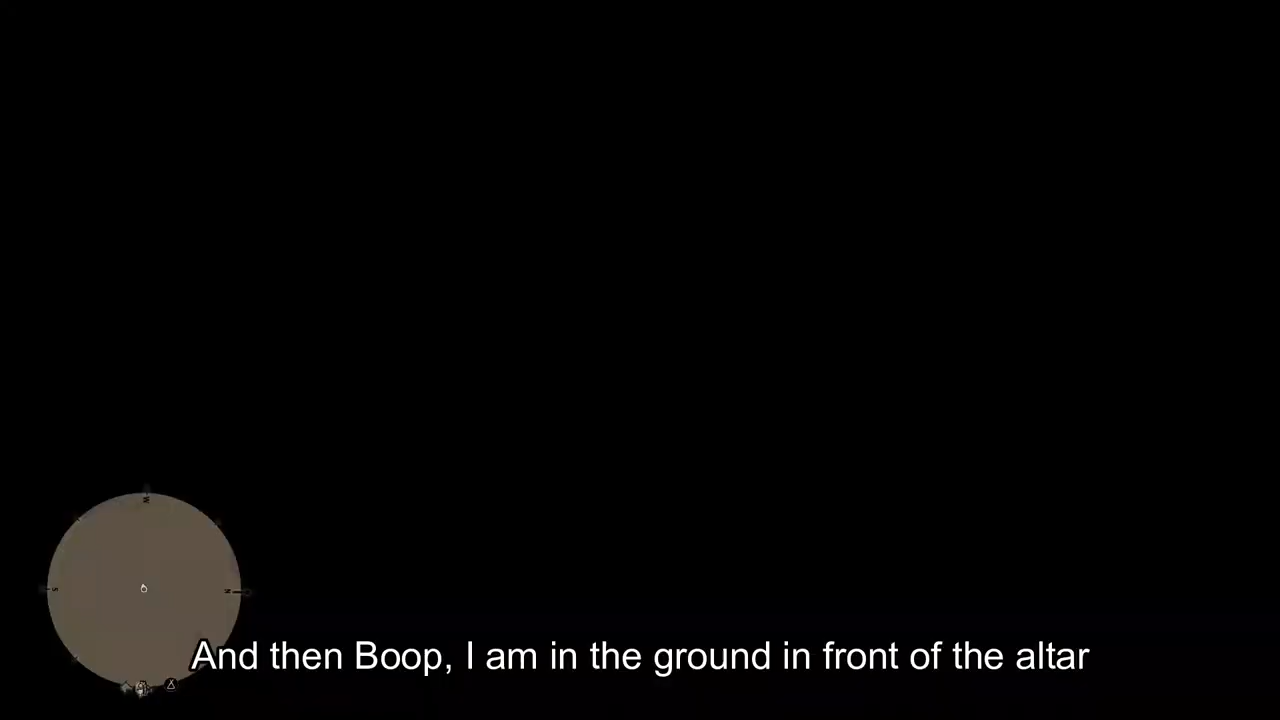 W
S
N
And then Boop, I am in the ground in front of the altar